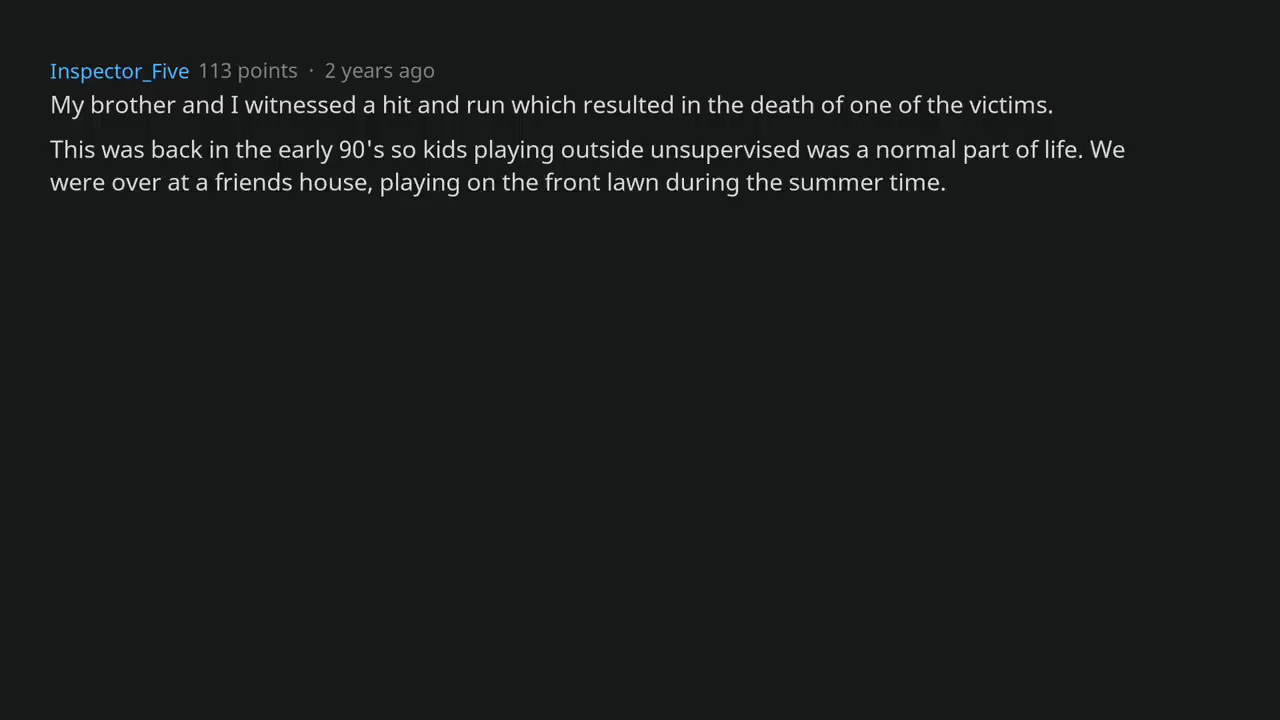 Inspector_Five 113 points · 2 years ago
My brother and I witnessed a hit and run which resulted in the death of one of the victims.
This was back in the early 90's so kids playing outside unsupervised was a normal part of life. We
were over at a friends house, playing on the front lawn during the summer time.